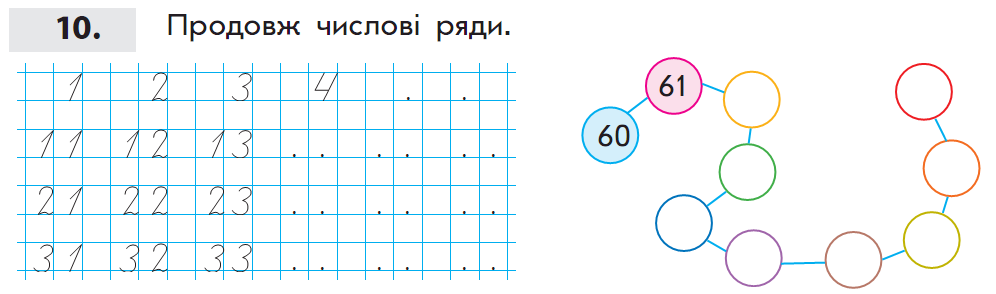 10. Продовж числові ряди.
1 2 3 4 . .
11 12 13 . . . . . .
21 22 23 . . . . . .
31 32 33 . . . . . .
60 61